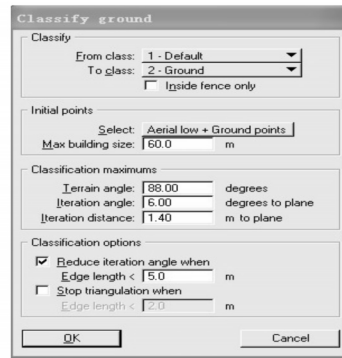 Classify ground
Classify
From class: 1 - Default
To class: 2 - Ground
Inside fence only
Initial points
Select: Aerial low + Ground points
Max building size: 60.0 m
Classification maximums
Terrain angle: 88.00 degrees
Iteration angle: 6.00 degrees to plane
Iteration distance: 1.40 m to plane
Classification options
Reduce iteration angle when
Edge length < 5.0 m
Stop triangulation when
Edge length < 2.0 m
OK Cancel